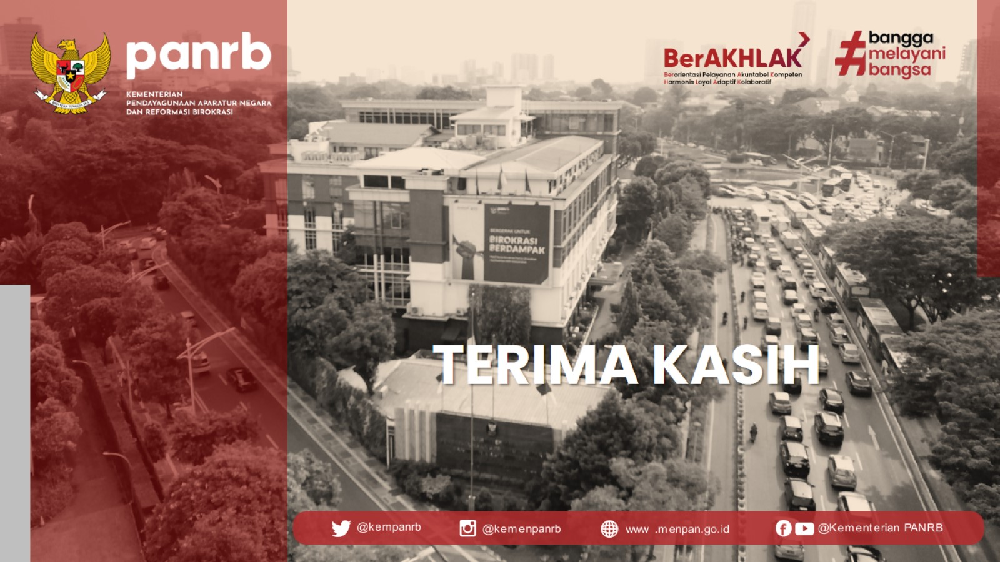 panrb
KEMENTERIAN
PENDAYAGUNAAN APARATUR NEGARA
DAN REFORMASI BIROKRASI
BerAKHLAK
Berorientasi Pelayanan Akuntabel Kompeten
Harmonis Loyal Adaptif Kolaboratif
#bangga
melayani
bangsa
panrb
BERGERAK UNTUK
BIROKRASI
BERDAMPAK
TERIMA KASIH
@kempanrb
@kemenpanrb
www .menpan.go.id
@Kementerian PANRB